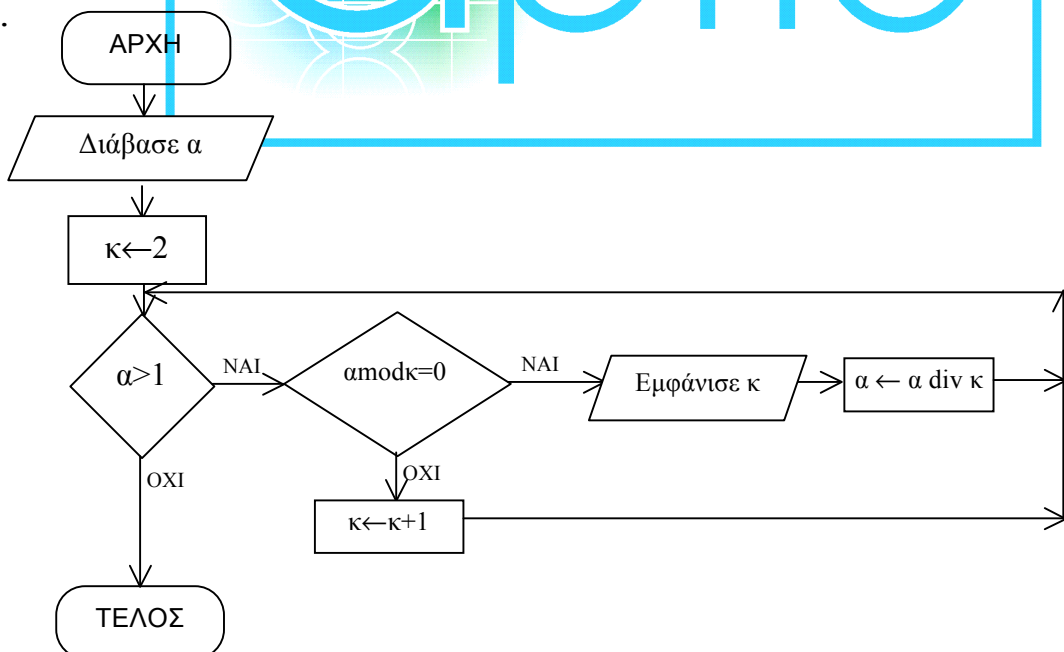 .
ΑΡΧΗ
Διάβασε α
κ←2
α>1
ΝΑΙ
αmodκ=0
ΝΑΙ
Εμφάνισε κ
α ← α div κ
ΟΧΙ
ΟΧΙ
κ←κ+1
ΤΕΛΟΣ